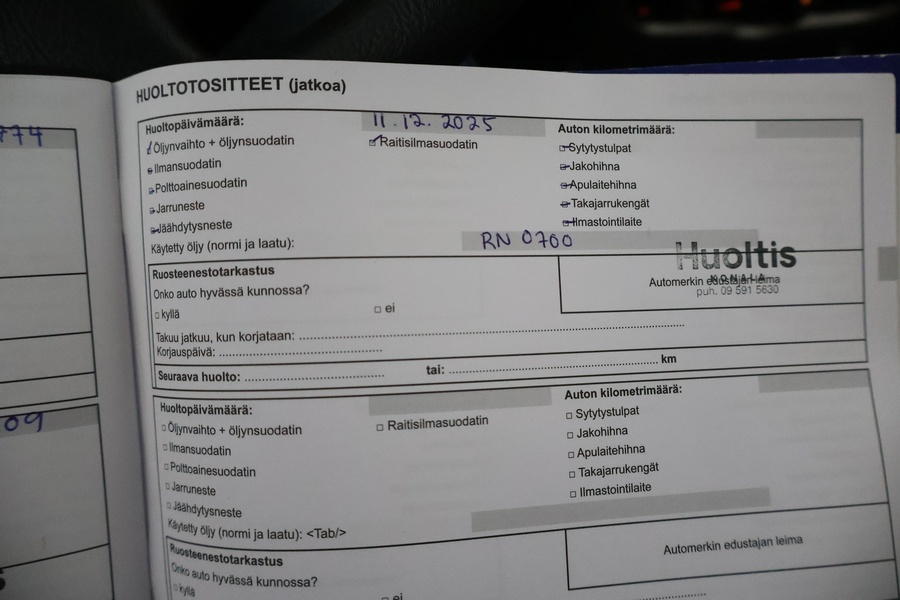 774
09
HUOLTOTOSITTEET (jatkoa)
Huoltopäivämäärä: 11.12.2025 Auton kilometrimäärä:
Öljynvaihto + öljynsuodatin Raitisilmasuodatin Sytytystulpat
Ilmansuodatin Jakohihna
Polttoainesuodatin Apulaitehihna
Jarruneste Takajarrukengät
Jäähdytysneste Ilmastointilaite
Käytetty öljy (normi ja laatu): RN 0700
Ruosteenestotarkastus
Onko auto hyvässä kunnossa?
kyllä ei
Huoltis
KONALA
puh. 09 591 5630
Automerkin edustajan leima
Takuu jatkuu, kun korjataan:
Korjauspäivä:
Seuraava huolto: tai: km
Huoltopäivämäärä: Auton kilometrimäärä:
Öljynvaihto + öljynsuodatin Raitisilmasuodatin Sytytystulpat
Ilmansuodatin Jakohihna
Polttoainesuodatin Apulaitehihna
Jarruneste Takajarrukengät
Jäähdytysneste Ilmastointilaite
Käytetty öljy (normi ja laatu): <Tab/>
Ruosteenestotarkastus
Onko auto hyvässä kunnossa?
kyllä ei
Automerkin edustajan leima